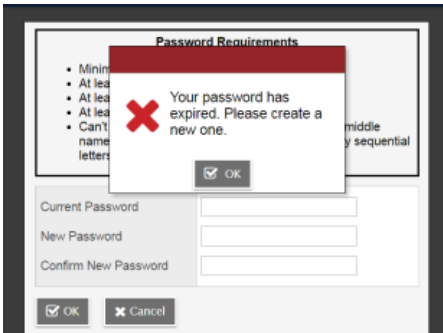 Password Requirements
Minim
At lea
At lea
At lea
Can't middle
name y sequential
letters
Your password has
expired. Please create a
new one.
OK
Current Password
New Password
Confirm New Password
OK Cancel